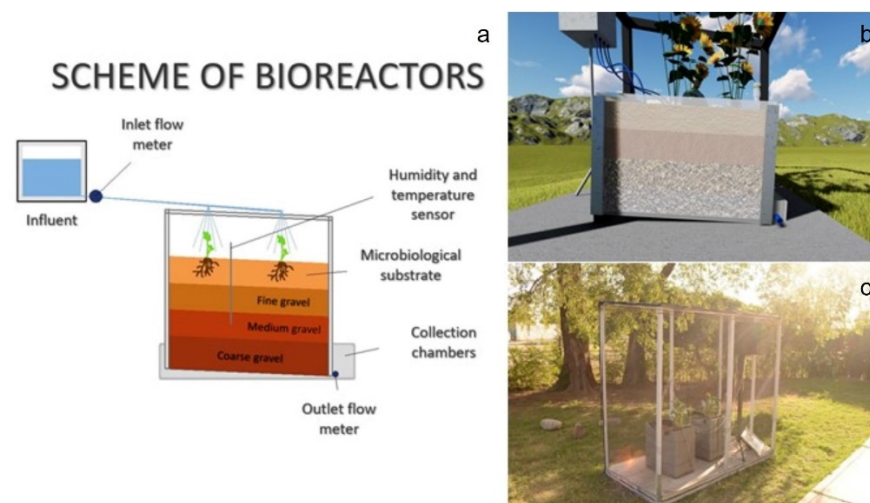 a
SCHEME OF BIOREACTORS
Inlet flow
meter
Influent
Humidity and
temperature
sensor
Microbiological
substrate
Fine gravel
Medium gravel
Coarse gravel
Collection
chambers
Outlet flow
meter
b
c